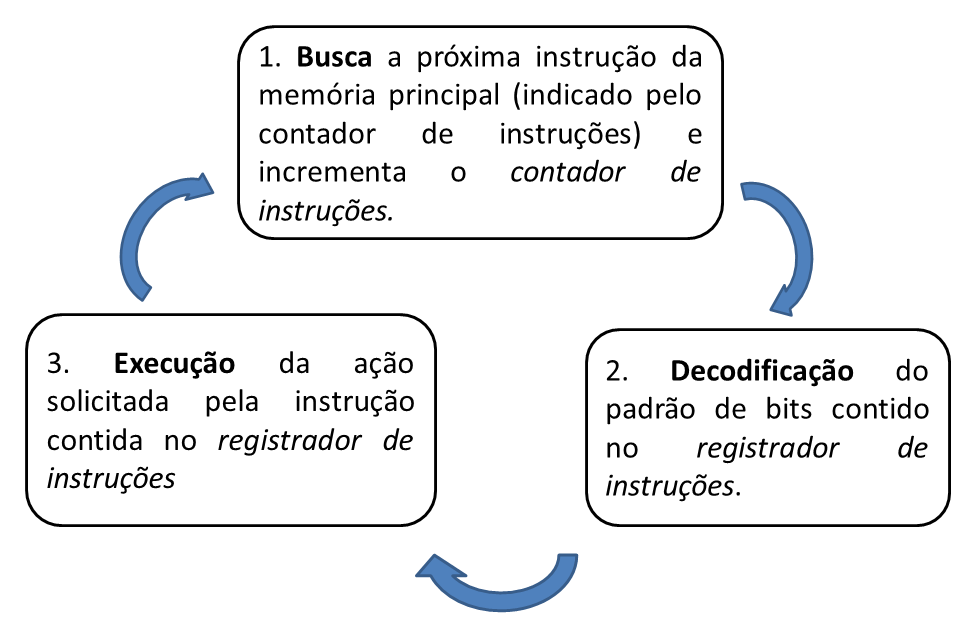 1. Busca a próxima instrução da
memória principal (indicado pelo
contador de instruções) e
incrementa o contador de
instruções.
3. Execução da ação
solicitada pela instrução
contida no registrador de
instruções
2. Decodificação do
padrão de bits contido
no registrador de
instruções.